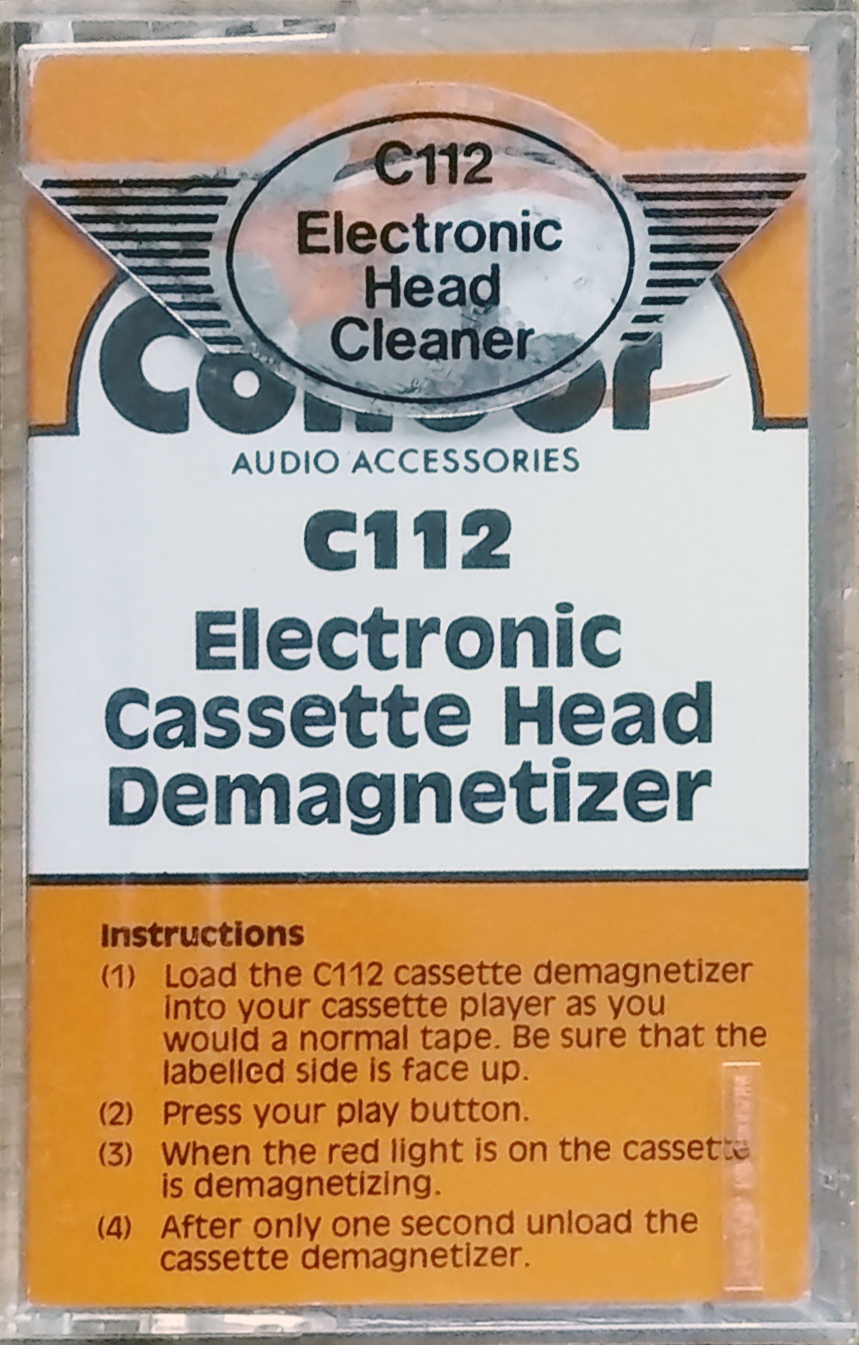 C112
Electronic
Head
Cleaner
AUDIO ACCESSORIES
C112
Electronic
Cassette Head
Demagnetizer
Instructions
(1) Load the C112 cassette demagnetizer
into your cassette player as you
would a normal tape. Be sure that the
labelled side is face up.
(2) Press your play button.
(3) When the red light is on the cassette
is demagnetizing.
(4) After only one second unload the
cassette demagnetizer.